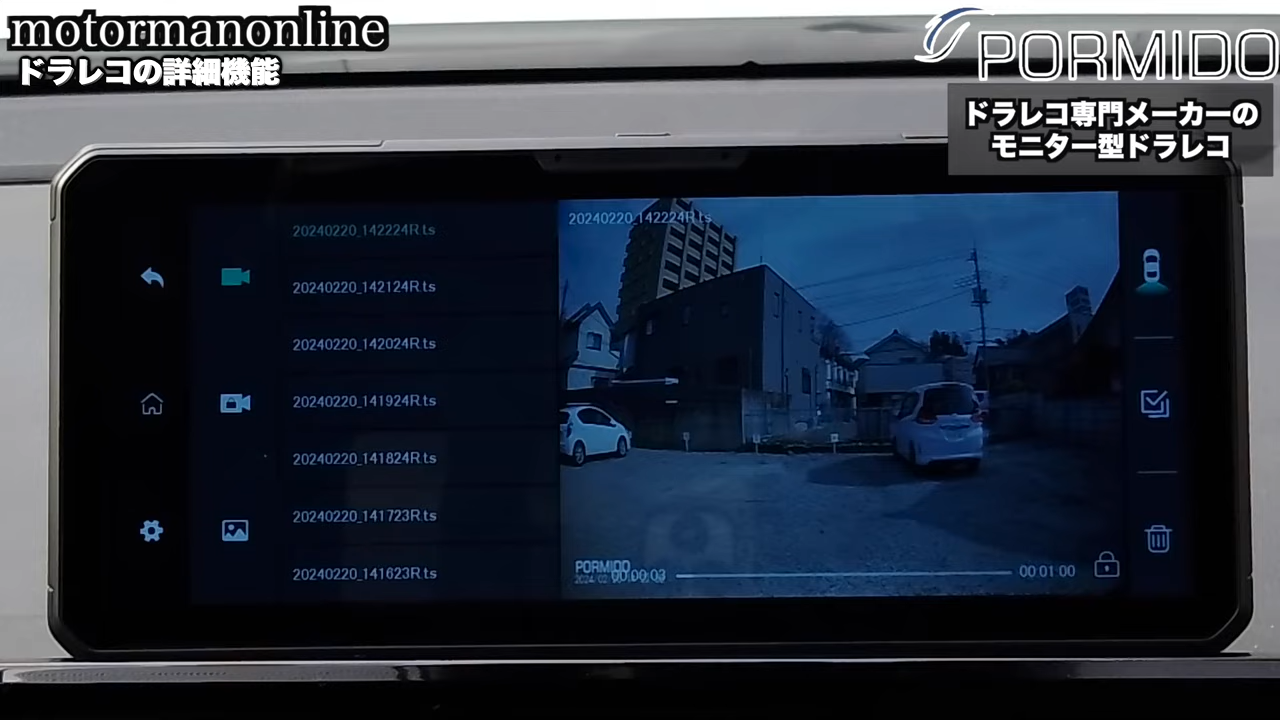 motormanonline
ドラレコの詳細機能
PORMIDO
ドラレコ専門メーカーの
モニター型ドラレコ
20240220_142224R.ts
20240220_142124R.ts
20240220_142024R.ts
20240220_141924R.ts
20240220_141824R.ts
20240220_141723R.ts
20240220_141623R.ts
20240220_142224R.ts
PORMIDO
00:00:03
00:01:00